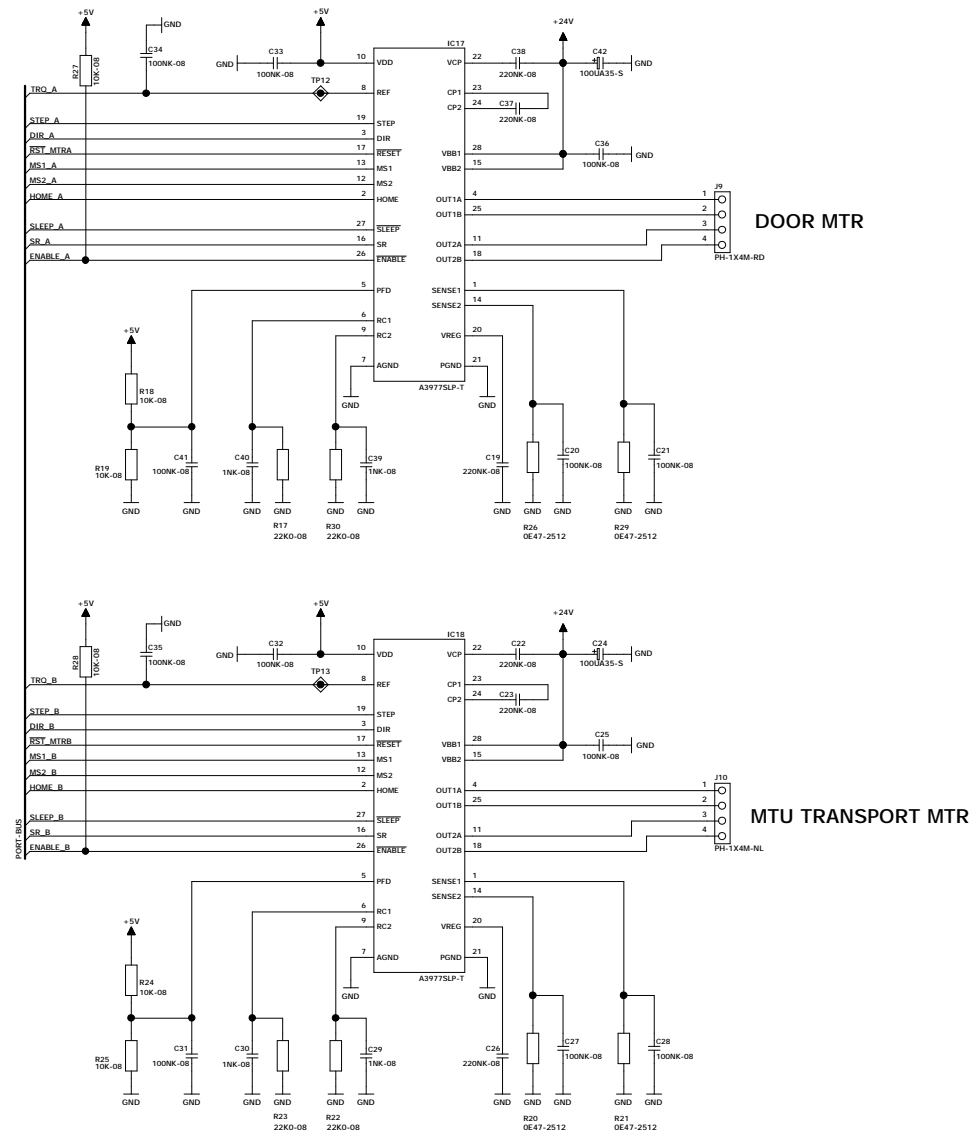 +5V
GND
+5V
+24V
R27
10K-08
C34
100NK-08
GND
C33
100NK-08
IC17
10 VDD
VCP 22
C38
220NK-08
C42
+
100UA35-S
GND
TRQ_A
TP12
8 REF
CP1 23
CP2 24
C37
220NK-08
STEP_A
19 STEP
DIR_A
3 DIR
RST_MTRA
17 RESET
VBB1 28
C36
100NK-08
GND
MS1_A
13 MS1
VBB2 15
MS2_A
12 MS2
HOME_A
2 HOME
OUT1A 4
OUT1B 25
J9
1
2
3
4
PH-1X4M-RD
DOOR MTR
SLEEP_A
27 SLEEP
SR_A
16 SR
OUT2A 11
ENABLE_A
26 ENABLE
OUT2B 18
5 PFD
SENSE1 1
SENSE2 14
6 RC1
9 RC2
VREG 20
7 AGND
PGND 21
A3977SLP-T
GND
GND
+5V
R18
10K-08
R19
10K-08
C41
100NK-08
C40
1NK-08
C39
1NK-08
C19
220NK-08
C20
100NK-08
C21
100NK-08
GND
GND
GND
GND
GND
GND
GND
GND
GND
GND
GND
R17
22K0-08
R30
22K0-08
R26
0E47-2512
R29
0E47-2512
+5V
GND
+5V
+24V
R28
10K-08
C35
100NK-08
GND
C32
100NK-08
IC18
10 VDD
VCP 22
C22
220NK-08
C24
+
100UA35-S
GND
TRQ_B
TP13
8 REF
CP1 23
CP2 24
C23
220NK-08
STEP_B
19 STEP
DIR_B
3 DIR
RST_MTRB
17 RESET
VBB1 28
C25
100NK-08
GND
MS1_B
13 MS1
VBB2 15
MS2_B
12 MS2
HOME_B
2 HOME
OUT1A 4
OUT1B 25
J10
1
2
3
4
PH-1X4M-NL
MTU TRANSPORT MTR
SLEEP_B
27 SLEEP
SR_B
16 SR
OUT2A 11
ENABLE_B
26 ENABLE
OUT2B 18
PORT-BUS
5 PFD
SENSE1 1
SENSE2 14
6 RC1
9 RC2
VREG 20
7 AGND
PGND 21
A3977SLP-T
GND
GND
+5V
R24
10K-08
R25
10K-08
C31
100NK-08
C30
1NK-08
C29
1NK-08
C26
220NK-08
C27
100NK-08
C28
100NK-08
GND
GND
GND
GND
GND
GND
GND
GND
GND
GND
GND
R23
22K0-08
R22
22K0-08
R20
0E47-2512
R21
0E47-2512